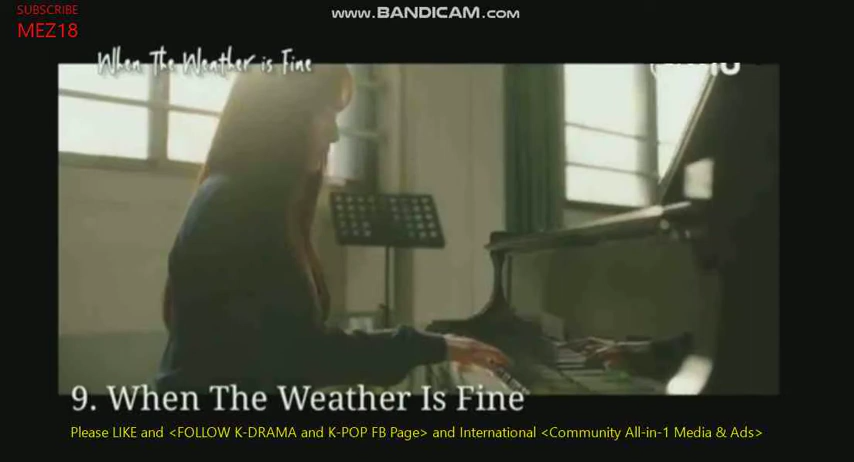 SUBSCRIBE
MEZ18
www.BANDICAM.com
When The Weather is Fine
9. When The Weather Is Fine
Please LIKE and <FOLLOW K-DRAMA and K-POP FB Page> and International <Community All-in-1 Media & Ads>